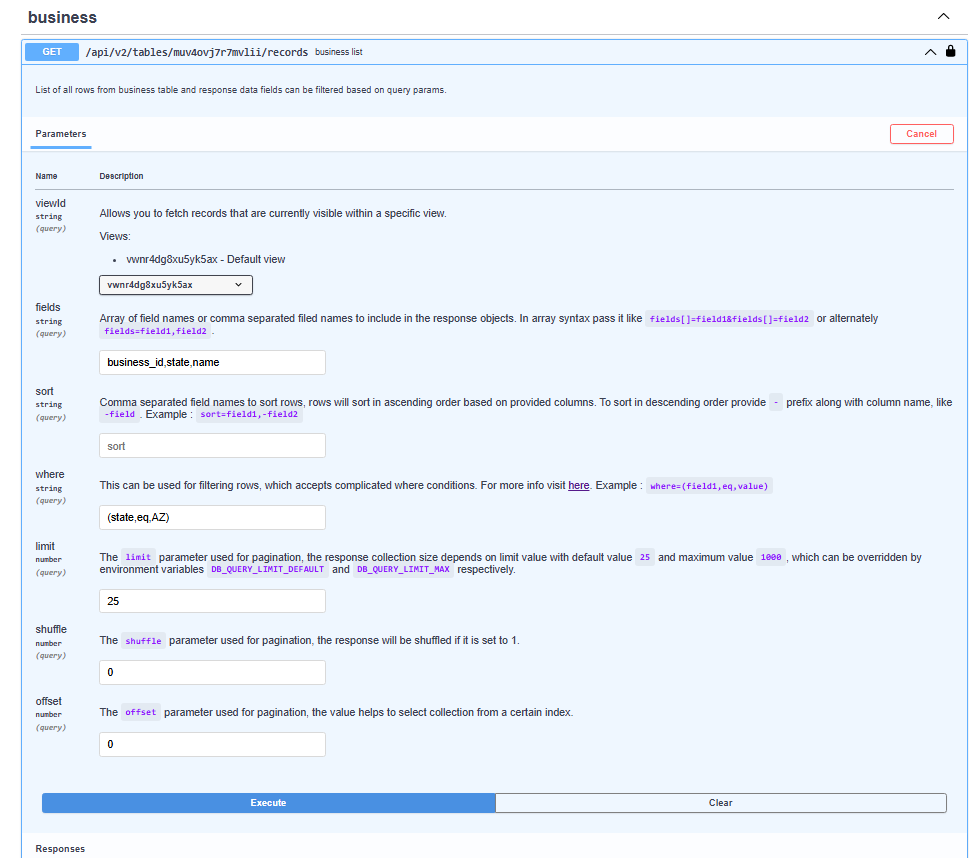 business
GET /api/v2/tables/muv4ovj7r7mvlii/records business list
List of all rows from business table and response data fields can be filtered based on query params.
Parameters Cancel
Name Description
viewId
string
(query)
Allows you to fetch records that are currently visible within a specific view.
Views:
• vwnr4dg8xu5yk5ax - Default view
vwnr4dg8xu5yk5ax
fields
string
(query)
Array of field names or comma separated filed names to include in the response objects. In array syntax pass it like fields[]=field1&fields[]=field2 or alternately
fields=field1,field2 .
business_id,state,name
sort
string
(query)
Comma separated field names to sort rows, rows will sort in ascending order based on provided columns. To sort in descending order provide - prefix along with column name, like
-field . Example : sort=field1,-field2
sort
where
string
(query)
This can be used for filtering rows, which accepts complicated where conditions. For more info visit here. Example : where=(field1,eq,value)
(state,eq,AZ)
limit
number
(query)
The limit parameter used for pagination, the response collection size depends on limit value with default value 25 and maximum value 1000 , which can be overridden by
environment variables DB_QUERY_LIMIT_DEFAULT and DB_QUERY_LIMIT_MAX respectively.
25
shuffle
number
(query)
The shuffle parameter used for pagination, the response will be shuffled if it is set to 1.
0
offset
number
(query)
The offset parameter used for pagination, the value helps to select collection from a certain index.
0
Execute Clear
Responses